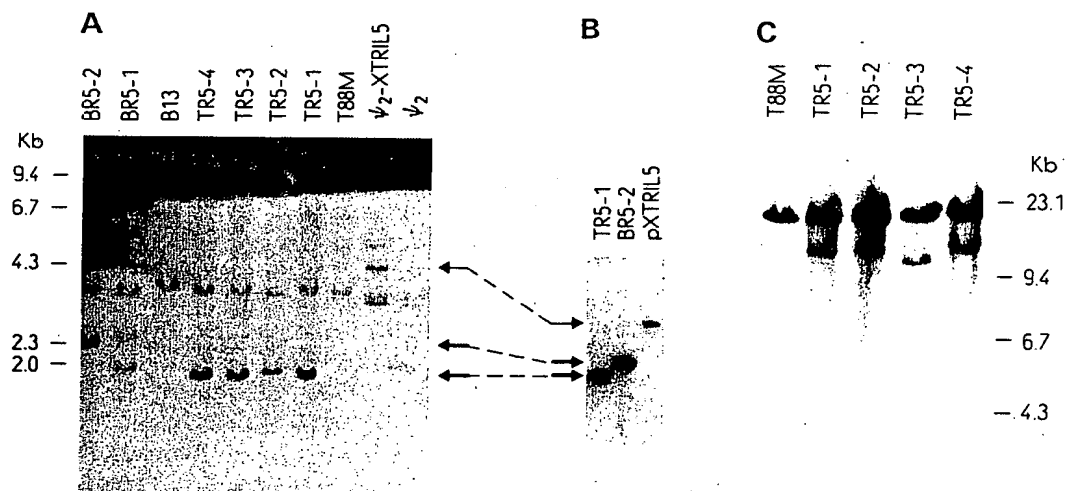 A
BR5-2
BR5-1
B13
TR5-4
TR5-3
TR5-2
TR5-1
T88M
ψ2-XTRIL5
ψ2
Kb
9.4
6.7
4.3
2.3
2.0
B
TR5-1
BR5-2
pXTRIL5
C
T88M
TR5-1
TR5-2
TR5-3
TR5-4
Kb
23.1
9.4
6.7
4.3